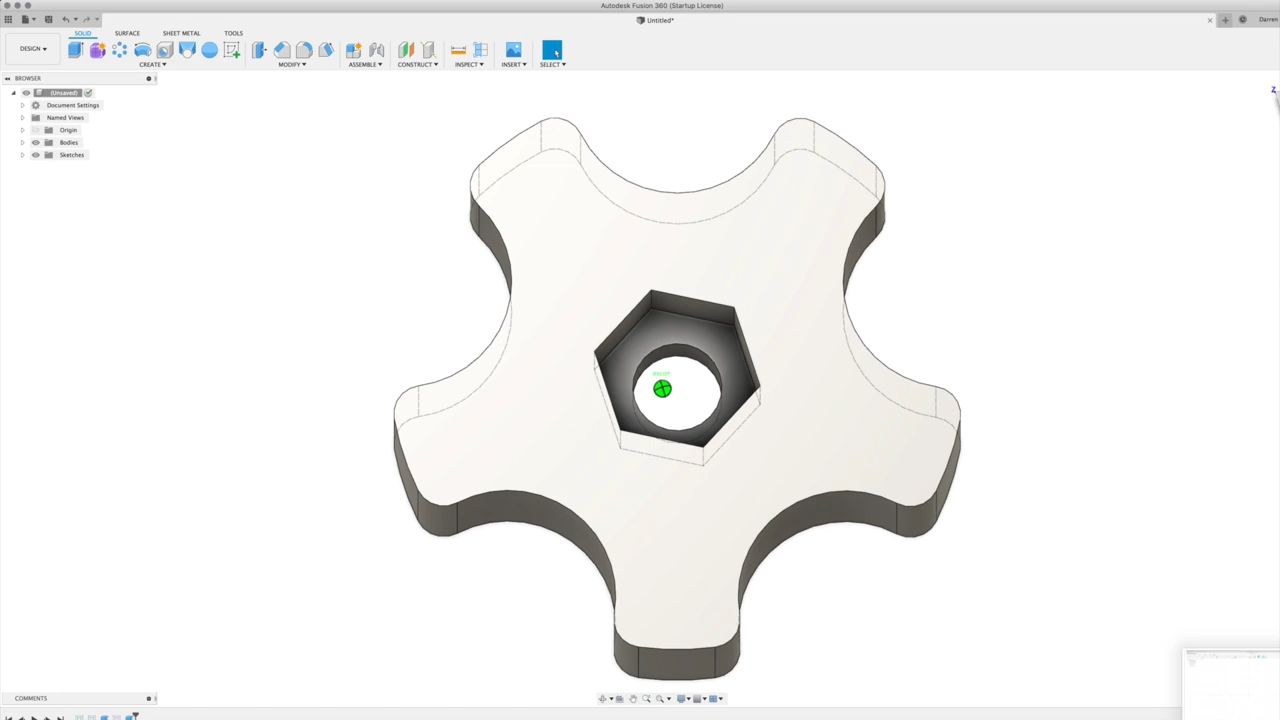 Autodesk Fusion 360 (Startup License)
Untitled*
Darren
DESIGN
SOLID SURFACE SHEET METAL TOOLS
CREATE MODIFY ASSEMBLE CONSTRUCT INSPECT INSERT SELECT
BROWSER
(Unsaved)
Document Settings
Named Views
Origin
Bodies
Sketches
Z
COMMENTS